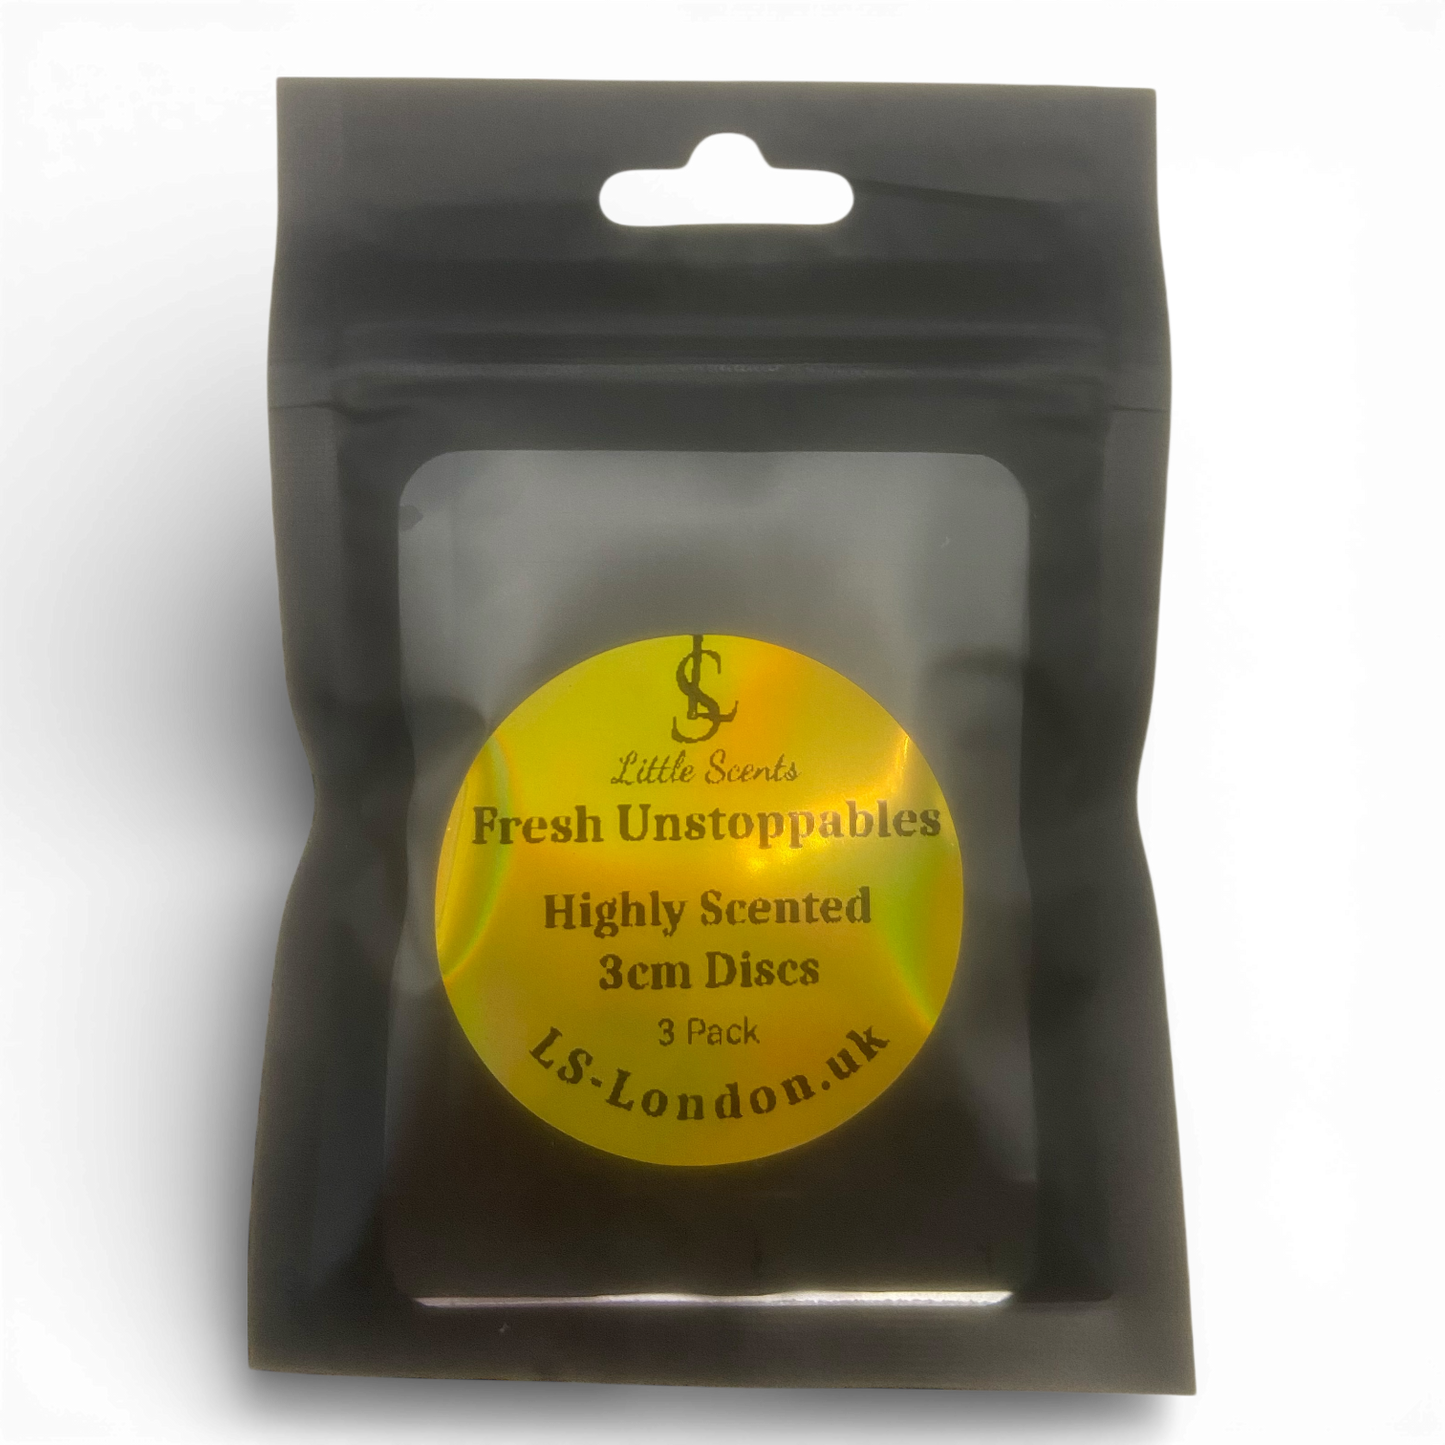 LS
Little Scents
Fresh Unstoppables
Highly Scented
3cm Discs
3 Pack
LS-London.uk